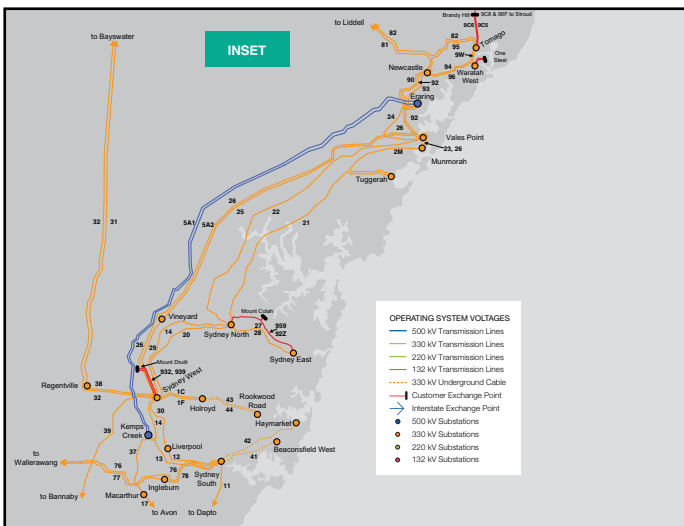 Brandy Hill
9C8 & 96F to Stroud
9C6 9C5
to Liddell
82
81
82
95
Tomago
9W
One
Steel
to Bayswater
INSET
Newcastle
94
96
Waratah
West
90
92
93
Eraring
24
92
26
Vales Point
23, 26
2M
Munmorah
Tuggerah
26
25
22
21
5A1
5A2
32
31
Mount Colah
Vineyard
14
20
Sydney North
27
28
959
92Z
Sydney East
26
29
Mount Druitt
932, 939
Sydney West
Regentville
38
32
1C
1F
Holroyd
43
44
Rookwood
Road
Haymarket
30
14
39
Kemps
Creek
Liverpool
42
41
Beaconsfield West
37
13
12
to
Wallerawang
76
77
76
78
Sydney
South
Ingleburn
11
to Bannaby
Macarthur
17
to Avon
to Dapto
OPERATING SYSTEM VOLTAGES
500 kV Transmission Lines
330 kV Transmission Lines
220 kV Transmission Lines
132 kV Transmission Lines
330 kV Underground Cable
Customer Exchange Point
Interstate Exchange Point
500 kV Substations
330 kV Substations
220 kV Substations
132 kV Substations